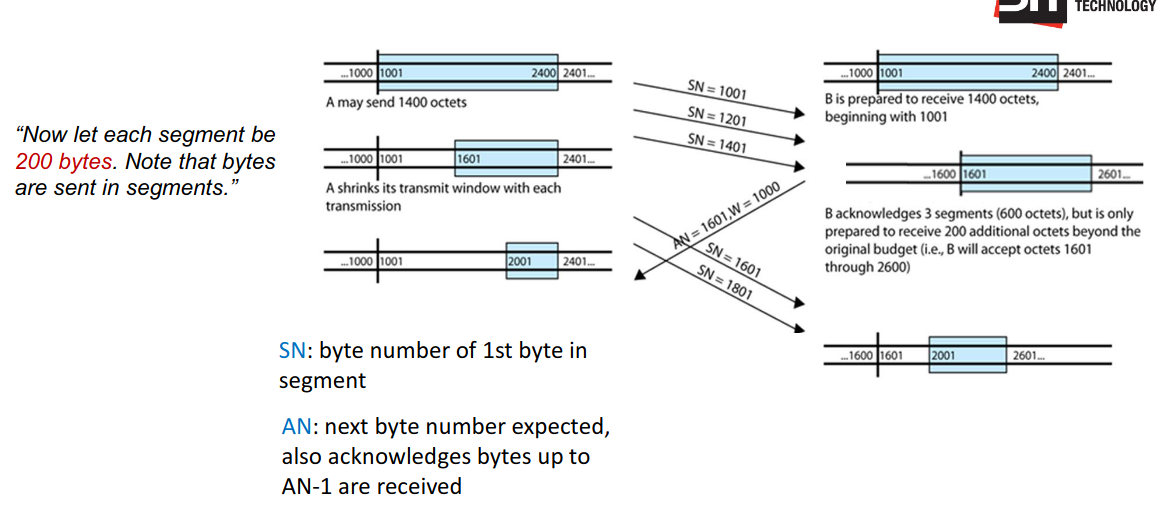 TECHNOLOGY
...1000 1001 2400 2401...
A may send 1400 octets
SN = 1001
SN = 1201
SN = 1401
...1000 1001 2400 2401...
B is prepared to receive 1400 octets,
beginning with 1001
“Now let each segment be
200 bytes. Note that bytes
are sent in segments.”
...1000 1001 1601 2401...
A shrinks its transmit window with each
transmission
...1600 1601 2601...
B acknowledges 3 segments (600 octets), but is only
prepared to receive 200 additional octets beyond the
original budget (i.e., B will accept octets 1601
through 2600)
AN = 1601,W = 1000
SN = 1601
SN = 1801
...1000 1001 2001 2401...
...1600 1601 2001 2601...
SN: byte number of 1st byte in
segment
AN: next byte number expected,
also acknowledges bytes up to
AN-1 are received